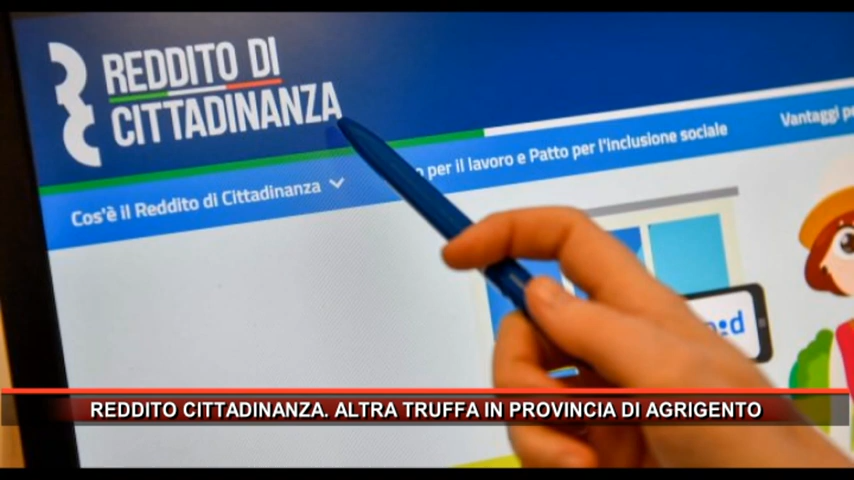 REDDITO DI
CITTADINANZA
Cos'è il Reddito di Cittadinanza
per il lavoro e Patto per l'Inclusione sociale
Vantaggi
REDDITO CITTADINANZA. ALTRA TRUFFA IN PROVINCIA DI AGRIGENTO